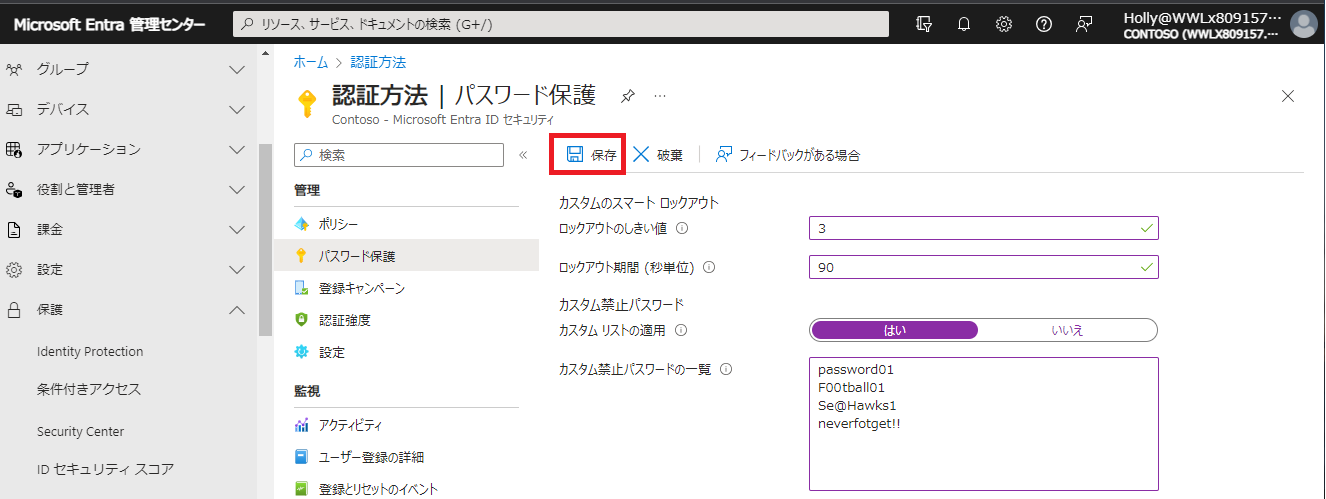 Microsoft Entra 管理センター
リソース、サービス、ドキュメントの検索 (G+/)
Holly@WWLx809157…
CONTOSO (WWLX809157.…
グループ
デバイス
アプリケーション
役割と管理者
課金
設定
保護
Identity Protection
条件付きアクセス
Security Center
ID セキュリティ スコア
ホーム > 認証方法
認証方法 | パスワード保護
Contoso - Microsoft Entra ID セキュリティ
検索
管理
ポリシー
パスワード保護
登録キャンペーン
認証強度
設定
監視
アクティビティ
ユーザー登録の詳細
登録とリセットのイベント
保存 破棄 フィードバックがある場合
カスタムのスマート ロックアウト
ロックアウトのしきい値 3
ロックアウト期間 (秒単位) 90
カスタム禁止パスワード
カスタム リストの適用 はい いいえ
カスタム禁止パスワードの一覧
password01
F00tball01
Se@Hawks1
neverfotget!!